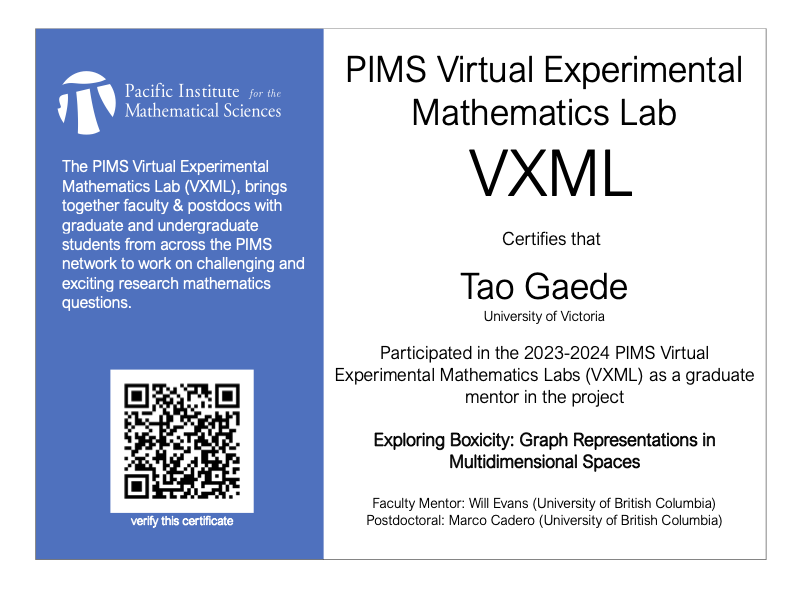 Pacific Institute for the
Mathematical Sciences
The PIMS Virtual Experimental
Mathematics Lab (VXML), brings
together faculty & postdocs with
graduate and undergraduate
students from across the PIMS
network to work on challenging and
exciting research mathematics
questions.
verify this certificate
PIMS Virtual Experimental
Mathematics Lab
VXML
Certifies that
Tao Gaede
University of Victoria
Participated in the 2023-2024 PIMS Virtual
Experimental Mathematics Labs (VXML) as a graduate
mentor in the project
Exploring Boxicity: Graph Representations in
Multidimensional Spaces
Faculty Mentor: Will Evans (University of British Columbia)
Postdoctoral: Marco Cadero (University of British Columbia)